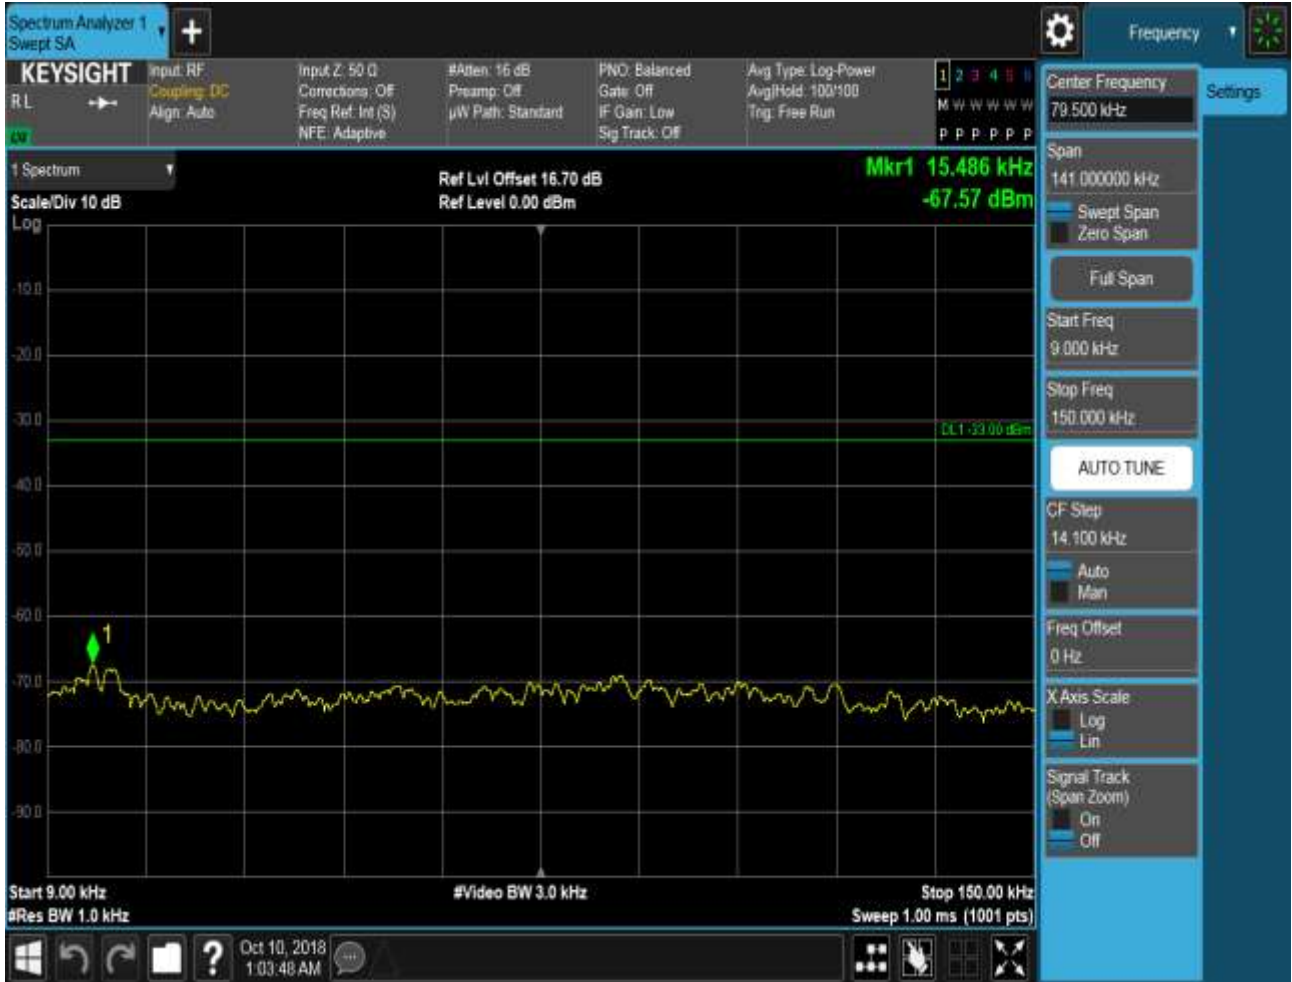 Spectrum Analyzer 1
Swept SA
Frequency
KEYSIGHT
R L
LXI
Input: RF
Coupling: DC
Align: Auto
Input Z: 50 Ω
Corrections: Off
Freq Ref: Int (S)
NFE: Adaptive
#Atten: 16 dB
Preamp: Off
µW Path: Standard
PNO: Balanced
Gate: Off
IF Gain: Low
Sig Track: Off
Avg Type: Log-Power
Avg|Hold: 100/100
Trig: Free Run
1 2 3 4 5 6
M W W W W W
P P P P P P
1 Spectrum
Scale/Div 10 dB
Log
Ref Lvl Offset 16.70 dB
Ref Level 0.00 dBm
Mkr1 15.486 kHz
-67.57 dBm
-10.0
-20.0
-30.0
DL1 -33.00 dBm
-40.0
-50.0
-60.0
1
-70.0
-80.0
-90.0
Start 9.00 kHz
#Res BW 1.0 kHz
#Video BW 3.0 kHz
Stop 150.00 kHz
Sweep 1.00 ms (1001 pts)
Oct 10, 2018
1:03:48 AM
Center Frequency
79.500 kHz
Settings
Span
141.000000 kHz
Swept Span
Zero Span
Full Span
Start Freq
9.000 kHz
Stop Freq
150.000 kHz
AUTO TUNE
CF Step
14.100 kHz
Auto
Man
Freq Offset
0 Hz
X Axis Scale
Log
Lin
Signal Track
(Span Zoom)
On
Off